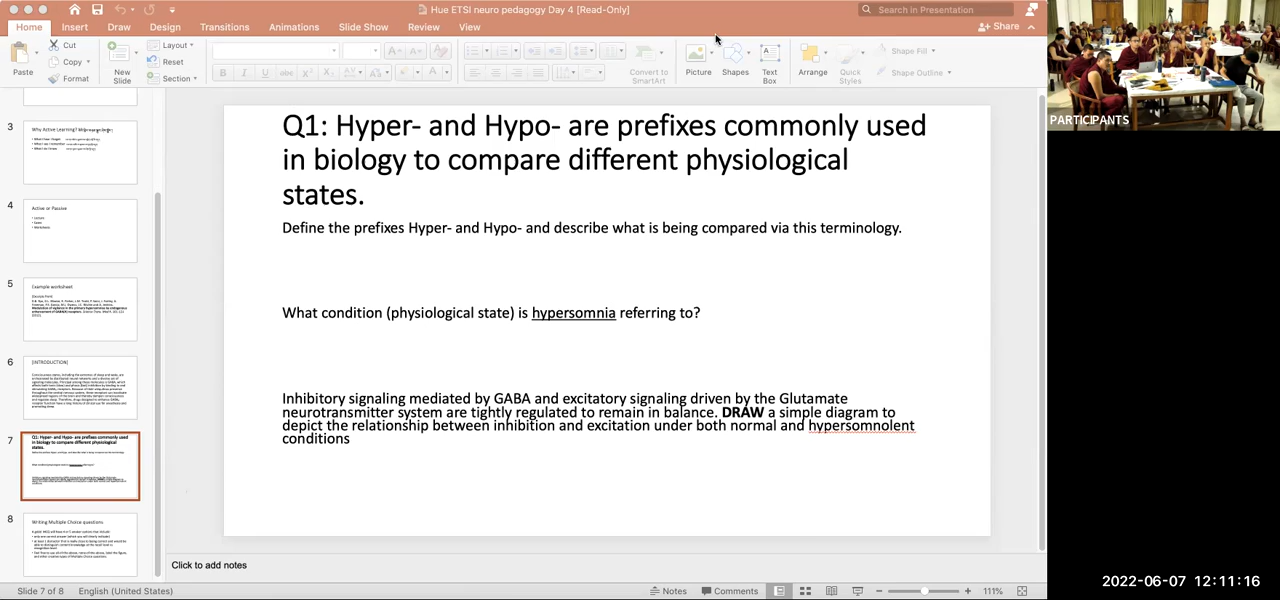 Hue ETSI neuro pedagogy Day 4 [Read-Only]
Search in Presentation
Home Insert Draw Design Transitions Animations Slide Show Review View
Share
Paste
Cut
Copy
Format
New Slide
Layout
Reset
Section
Convert to SmartArt
Picture
Shapes
Text Box
Arrange
Quick Styles
Shape Fill
Shape Outline
PARTICIPANTS
3
Why Active Learning?
4
Active or Passive
5
Example worksheet
6
[INTRODUCTION]
7
Q1: Hyper- and Hypo- are prefixes commonly used in biology to compare different physiological states.
8
Writing Multiple Choice questions
Q1: Hyper- and Hypo- are prefixes commonly used
in biology to compare different physiological
states.
Define the prefixes Hyper- and Hypo- and describe what is being compared via this terminology.
What condition (physiological state) is hypersomnia referring to?
Inhibitory signaling mediated by GABA and excitatory signaling driven by the Glutamate
neurotransmitter system are tightly regulated to remain in balance. DRAW a simple diagram to
depict the relationship between inhibition and excitation under both normal and hypersomnolent
conditions
Click to add notes
Slide 7 of 8 English (United States)
Notes Comments 111%
2022-06-07 12:11:16